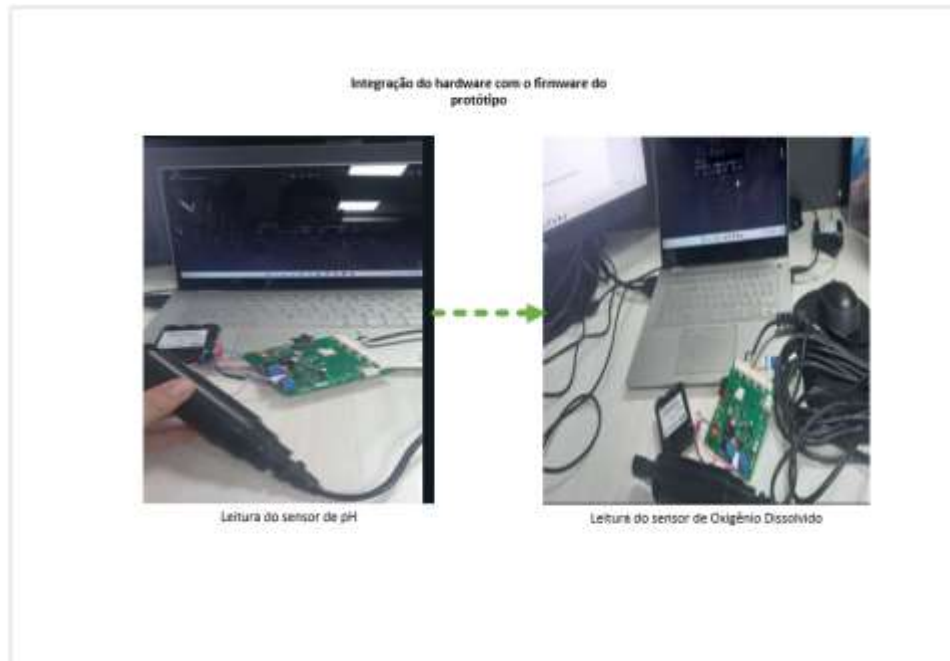 Integração do hardware com o firmware do
protótipo
Leitura do sensor de pH
Leitura do sensor de Oxigênio Dissolvido